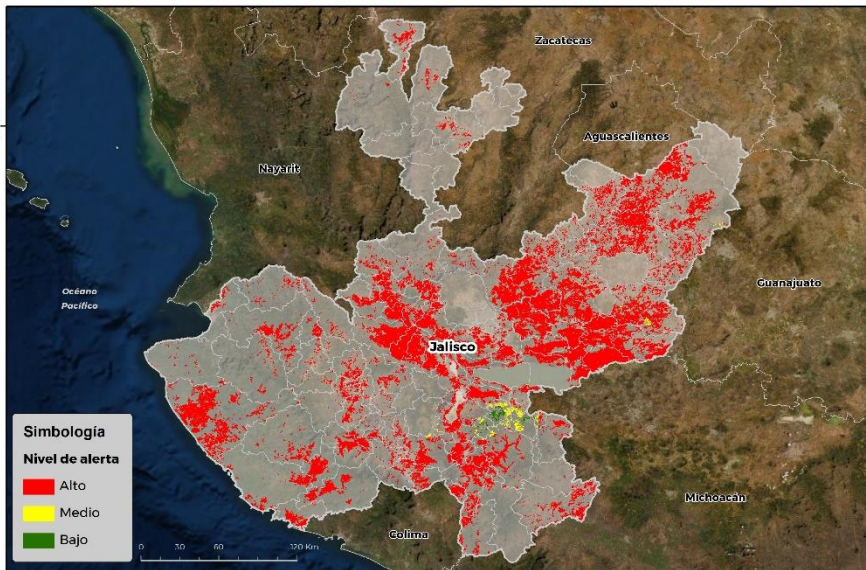 Zacatecas
Aguascalientes
Nayarit
Guanajuato
Océano
Pacífico
Jalisco
Simbología
Nivel de alerta
Alto
Medio
Bajo
Michoacán
Colima
0 30 60 120 Km